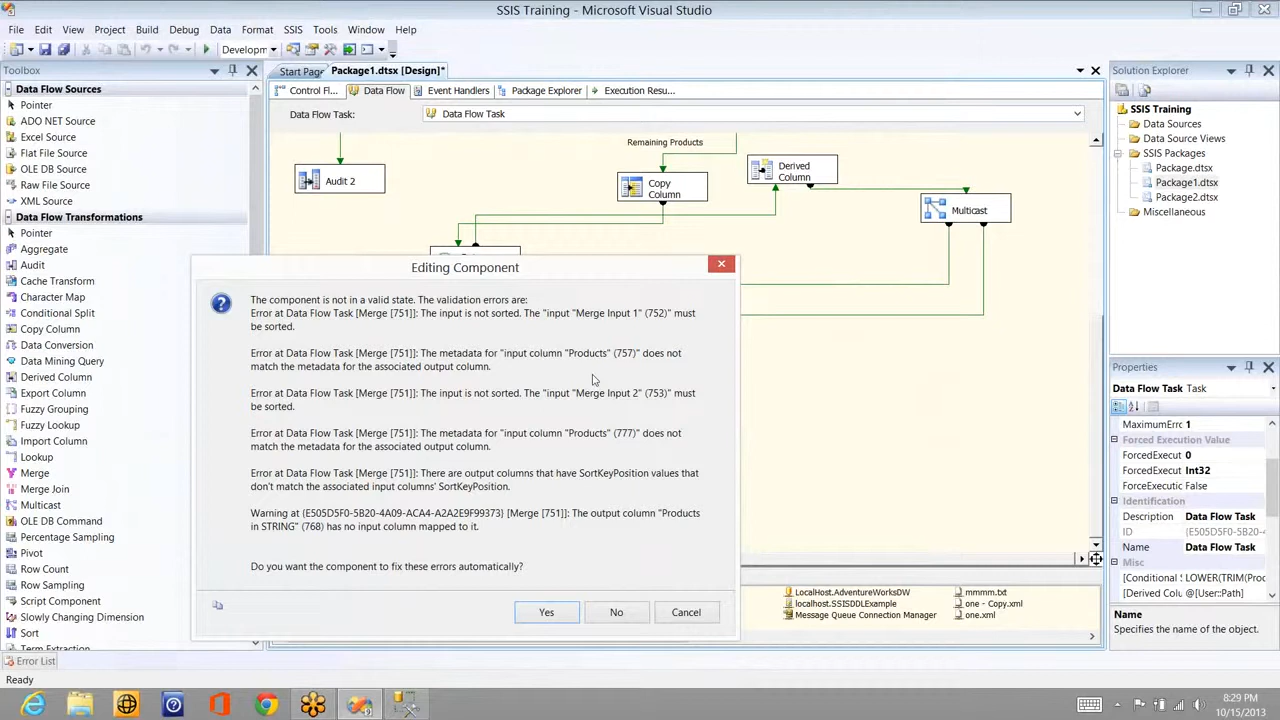 SSIS Training - Microsoft Visual Studio
File Edit View Project Build Debug Data Format SSIS Tools Window Help
Developm
Toolbox
Data Flow Sources
Pointer
ADO NET Source
Excel Source
Flat File Source
OLE DB Source
Raw File Source
XML Source
Data Flow Transformations
Pointer
Aggregate
Audit
Cache Transform
Character Map
Conditional Split
Copy Column
Data Conversion
Data Mining Query
Derived Column
Export Column
Fuzzy Grouping
Fuzzy Lookup
Import Column
Lookup
Merge
Merge Join
Multicast
OLE DB Command
Percentage Sampling
Pivot
Row Count
Row Sampling
Script Component
Slowly Changing Dimension
Sort
Term Extraction
Error List
Ready
Start Pag
Package1.dtsx [Design]*
Control Fl...
Data Flow
Event Handlers
Package Explorer
Execution Resu...
Data Flow Task:
Data Flow Task
Remaining Products
Audit 2
Copy
Column
Derived
Column
Multicast
Editing Component
The component is not in a valid state. The validation errors are:
Error at Data Flow Task [Merge [751]]: The input is not sorted. The "input "Merge Input 1" (752)" must
be sorted.
Error at Data Flow Task [Merge [751]]: The metadata for "input column "Products" (757)" does not
match the metadata for the associated output column.
Error at Data Flow Task [Merge [751]]: The input is not sorted. The "input "Merge Input 2" (753)" must
be sorted.
Error at Data Flow Task [Merge [751]]: The metadata for "input column "Products" (777)" does not
match the metadata for the associated output column.
Error at Data Flow Task [Merge [751]]: There are output columns that have SortKeyPosition values that
don't match the associated input columns' SortKeyPosition.
Warning at {E505D5F0-5B20-4A09-ACA4-A2A2E9F99373} [Merge [751]]: The output column "Products
in STRING" (768) has no input column mapped to it.
Do you want the component to fix these errors automatically?
Yes
No
Cancel
LocalHost.AdventureWorksDW
localhost.SSISDDLExample
Message Queue Connection Manager
mmmm.txt
one - Copy.xml
one.xml
Solution Explorer
SSIS Training
Data Sources
Data Source Views
SSIS Packages
Package.dtsx
Package1.dtsx
Package2.dtsx
Miscellaneous
Properties
Data Flow Task Task
MaximumErrc 1
Forced Execution Value
ForcedExecut 0
ForcedExecut Int32
ForceExecutic False
Identification
Description Data Flow Task
ID {E505D5F0-5B20-4
Name Data Flow Task
Misc
[Conditional : LOWER(TRIM(Proc
[Derived Colu @[User::Path]
Name
Specifies the name of the object.
8:29 PM
10/15/2013